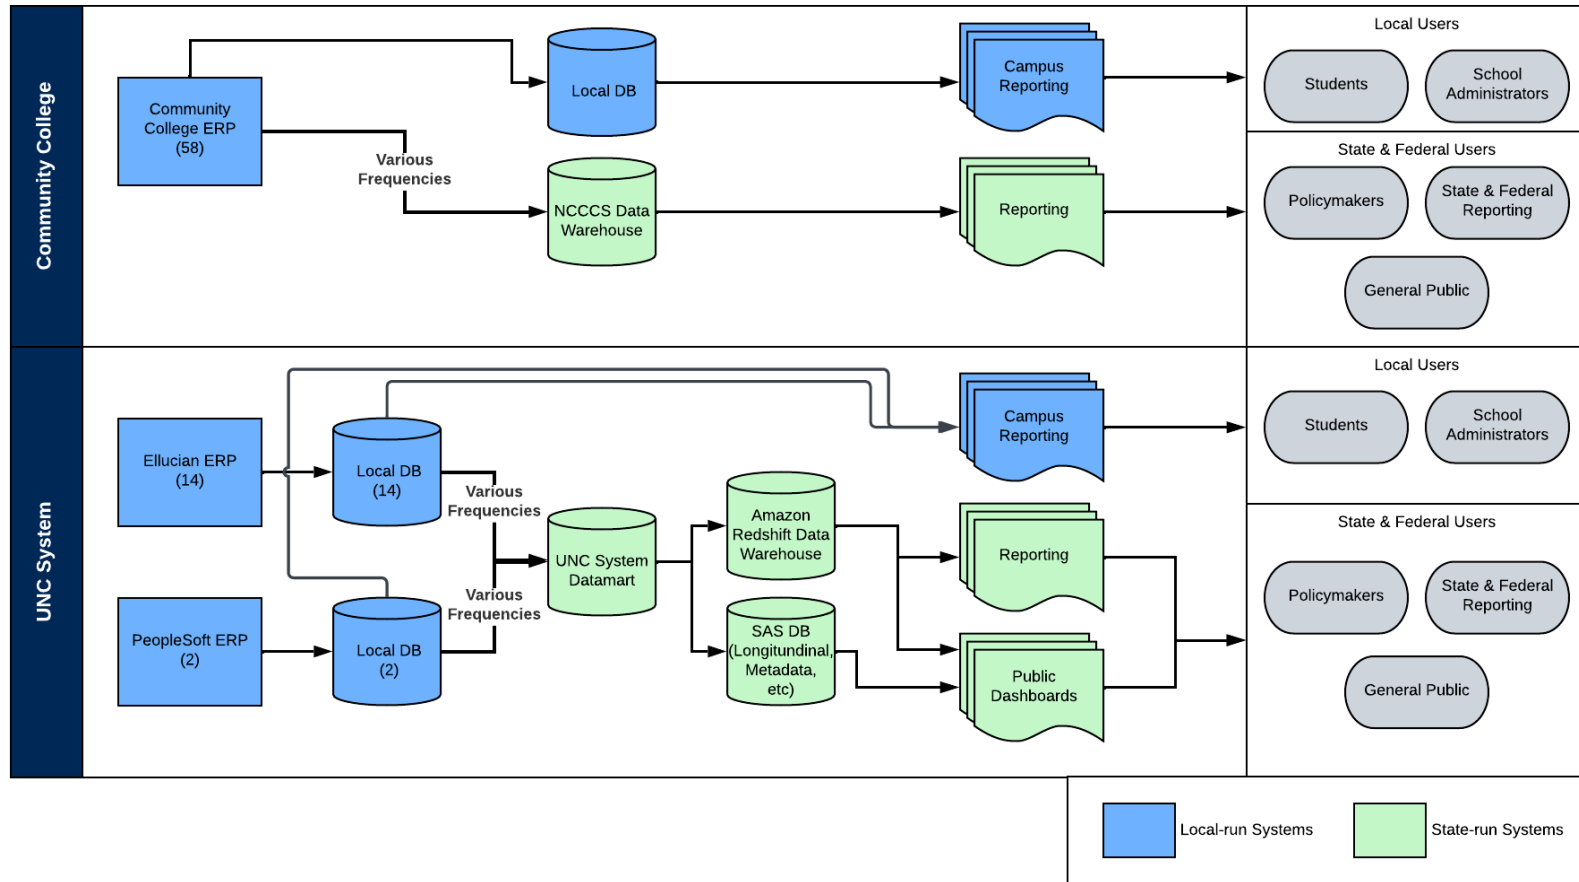 Community College
Community
College ERP
(58)
Various
Frequencies
Local DB
NCCCS Data
Warehouse
Campus
Reporting
Reporting
Local Users
Students
School
Administrators
State & Federal Users
Policymakers
State & Federal
Reporting
General Public
UNC System
Ellucian ERP
(14)
PeopleSoft ERP
(2)
Local DB
(14)
Local DB
(2)
Various
Frequencies
Various
Frequencies
UNC System
Datamart
Amazon
Redshift Data
Warehouse
SAS DB
(Longitundinal,
Metadata,
etc)
Campus
Reporting
Reporting
Public
Dashboards
Local Users
Students
School
Administrators
State & Federal Users
Policymakers
State & Federal
Reporting
General Public
Local-run Systems
State-run Systems